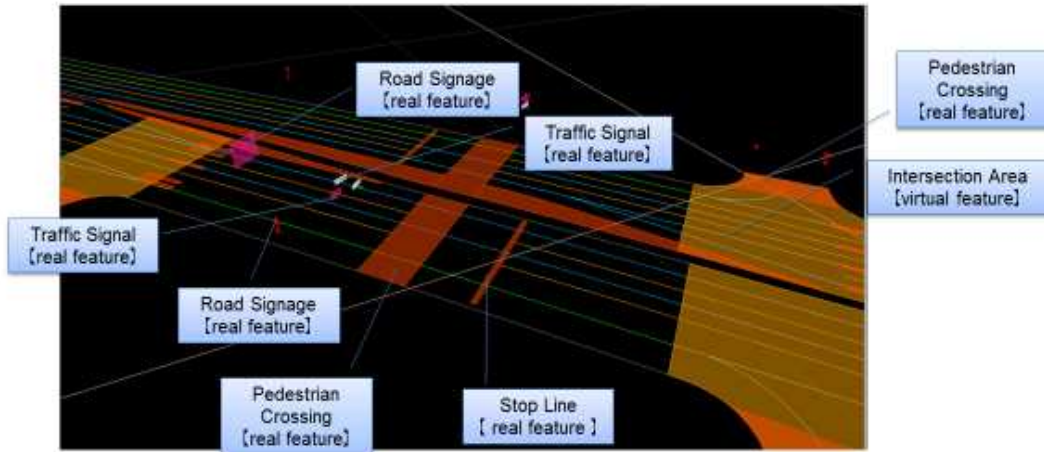 Road Signage
【real feature】
Traffic Signal
【real feature】
Pedestrian
Crossing
【real feature】
Intersection Area
【virtual feature】
Traffic Signal
【real feature】
Road Signage
【real feature】
Pedestrian
Crossing
【real feature】
Stop Line
【 real feature 】